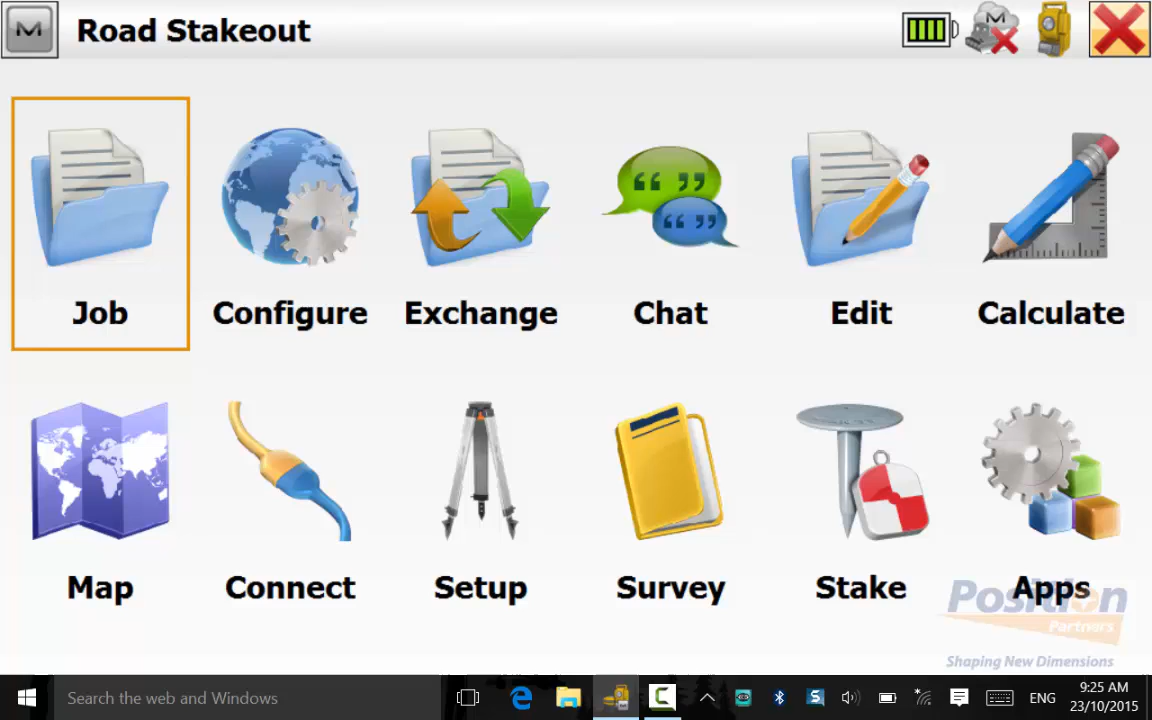 Road Stakeout
Job
Configure
Exchange
Chat
Edit
Calculate
Map
Connect
Setup
Survey
Stake
Apps
Position
Partners
Shaping New Dimensions
Search the web and Windows
ENG
9:25 AM
23/10/2015